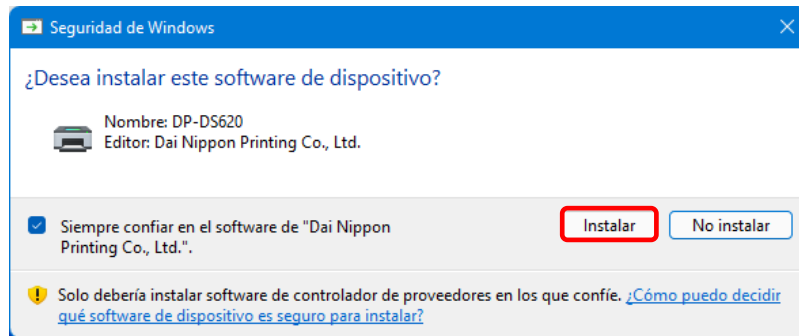 Seguridad de Windows
¿Desea instalar este software de dispositivo?
Nombre: DP-DS620
Editor: Dai Nippon Printing Co., Ltd.
Siempre confiar en el software de "Dai Nippon
Printing Co., Ltd.".
Instalar
No instalar
Solo debería instalar software de controlador de proveedores en los que confíe. ¿Cómo puedo decidir
qué software de dispositivo es seguro para instalar?